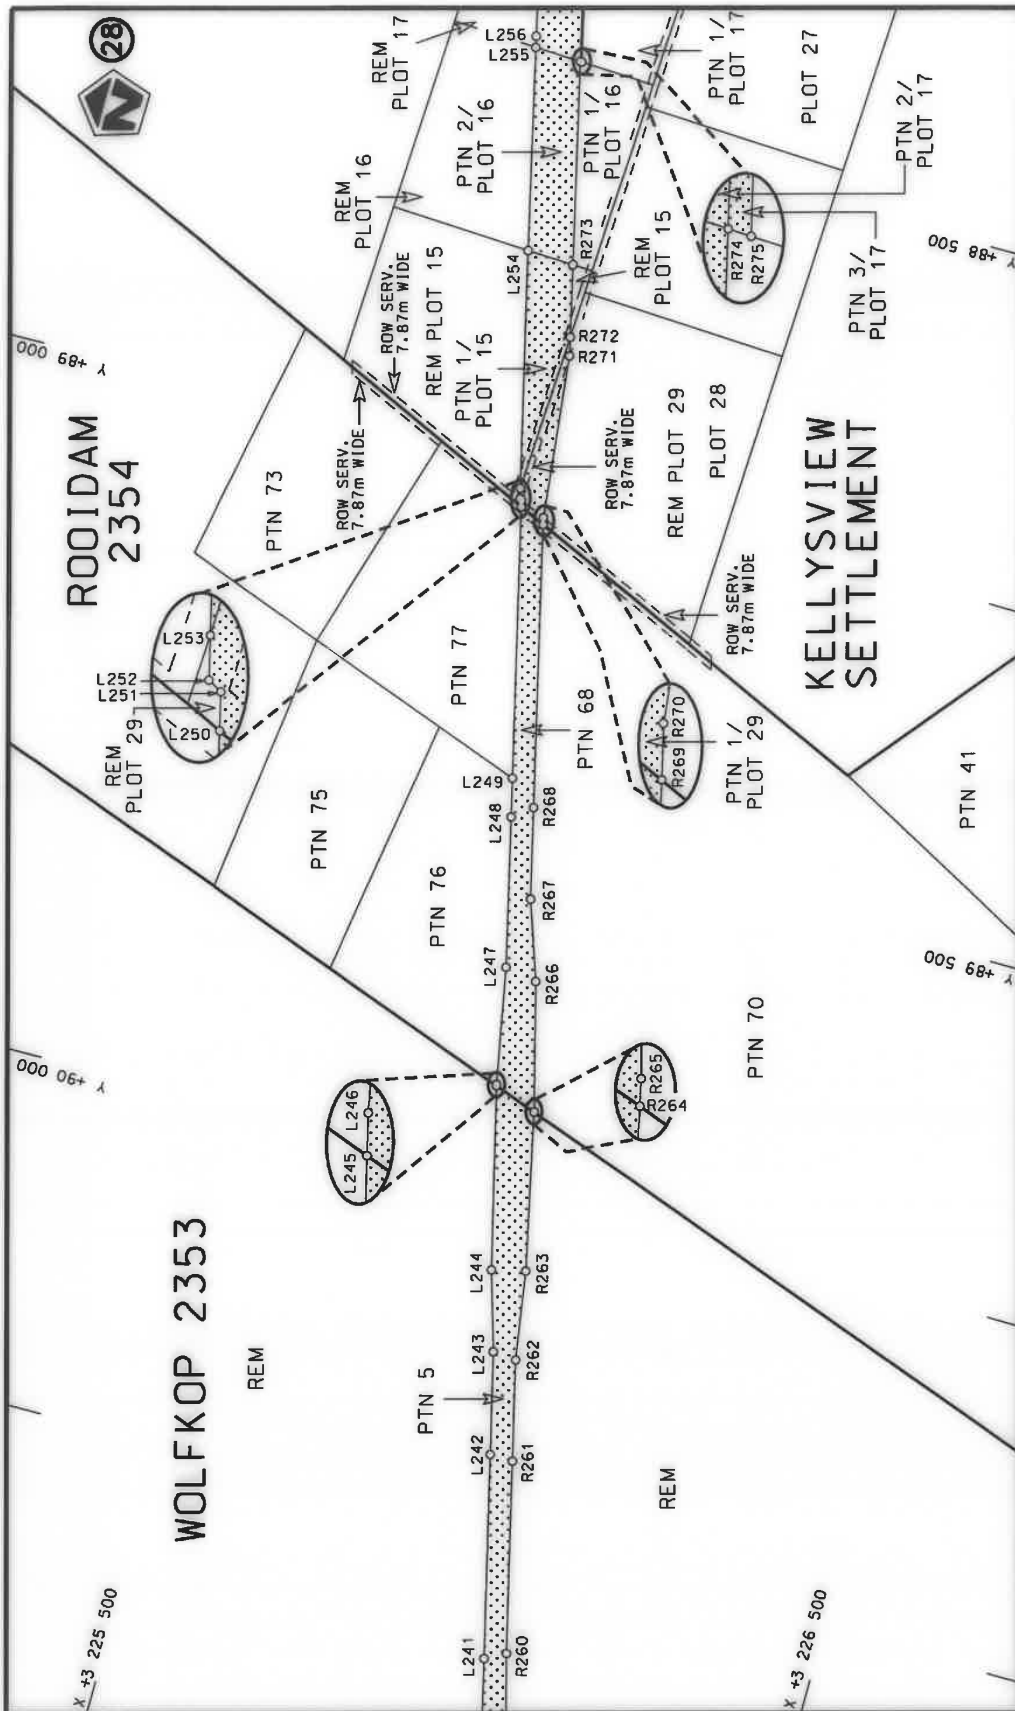 28
N
ROOIDAM
2354
WOLFKOP 2353
KELLYSVIEW
SETTLEMENT
REM
PLOT 17
REM
PLOT 16
PTN 2/
PLOT 16
PTN 1/
PLOT 16
PTN 1/
PLOT 17
PLOT 27
PTN 2/
PLOT 17
PTN 3/
PLOT 17
ROW SERV.
7.87m WIDE
REM PLOT 15
PTN 1/
PLOT 15
REM
PLOT 15
ROW SERV.
7.87m WIDE
ROW SERV.
7.87m WIDE
REM PLOT 29
PLOT 28
ROW SERV.
7.87m WIDE
PTN 73
PTN 77
PTN 68
REM
PLOT 29
PTN 1/
PLOT 29
PTN 75
PTN 76
PTN 41
PTN 70
REM
PTN 5
REM
L241
L242
L243
L244
L245
L246
L247
L248
L249
L250
L251
L252
L253
L254
L255
L256
R260
R261
R262
R263
R264
R265
R266
R267
R268
R269
R270
R271
R272
R273
R274
R275
Y +89 000
Y +90 000
Y +88 500
Y +89 500
X +3 225 500
X +3 226 500